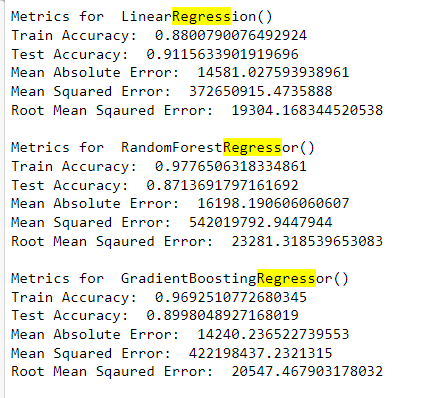 Metrics for  LinearRegression()
Train Accuracy:  0.8800790076492924
Test Accuracy:  0.9115633901919696
Mean Absolute Error:  14581.027593938961
Mean Squared Error:  372650915.4735888
Root Mean Sqaured Error:  19304.168344520538
Metrics for  RandomForestRegressor()
Train Accuracy:  0.9776506318334861
Test Accuracy:  0.8713691797161692
Mean Absolute Error:  16198.190606060607
Mean Squared Error:  542019792.9447944
Root Mean Sqaured Error:  23281.318539653083
Metrics for  GradientBoostingRegressor()
Train Accuracy:  0.9692510772680345
Test Accuracy:  0.8998048927168019
Mean Absolute Error:  14240.236522739553
Mean Squared Error:  422198437.2321315
Root Mean Sqaured Error:  20547.467903178032